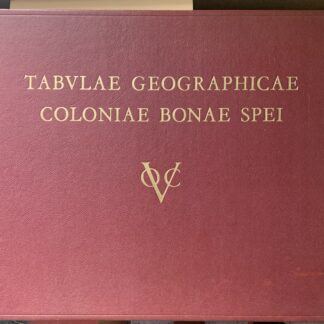 TABVLAE GEOGRAPHICAE
COLONIAE BONAE SPEI
VOC